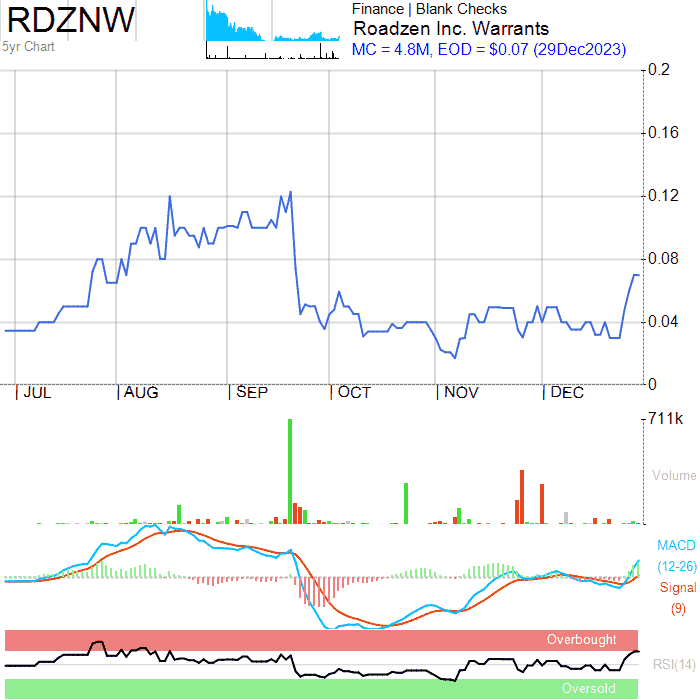 RDZNW
5yr Chart
Finance | Blank Checks
Roadzen Inc. Warrants
MC = 4.8M, EOD = $0.07 (29Dec2023)
0.2
0.16
0.12
0.08
0.04
0
JUL AUG SEP OCT NOV DEC
711k
Volume
MACD
(12-26)
Signal
(9)
Overbought
RSI(14)
Oversold